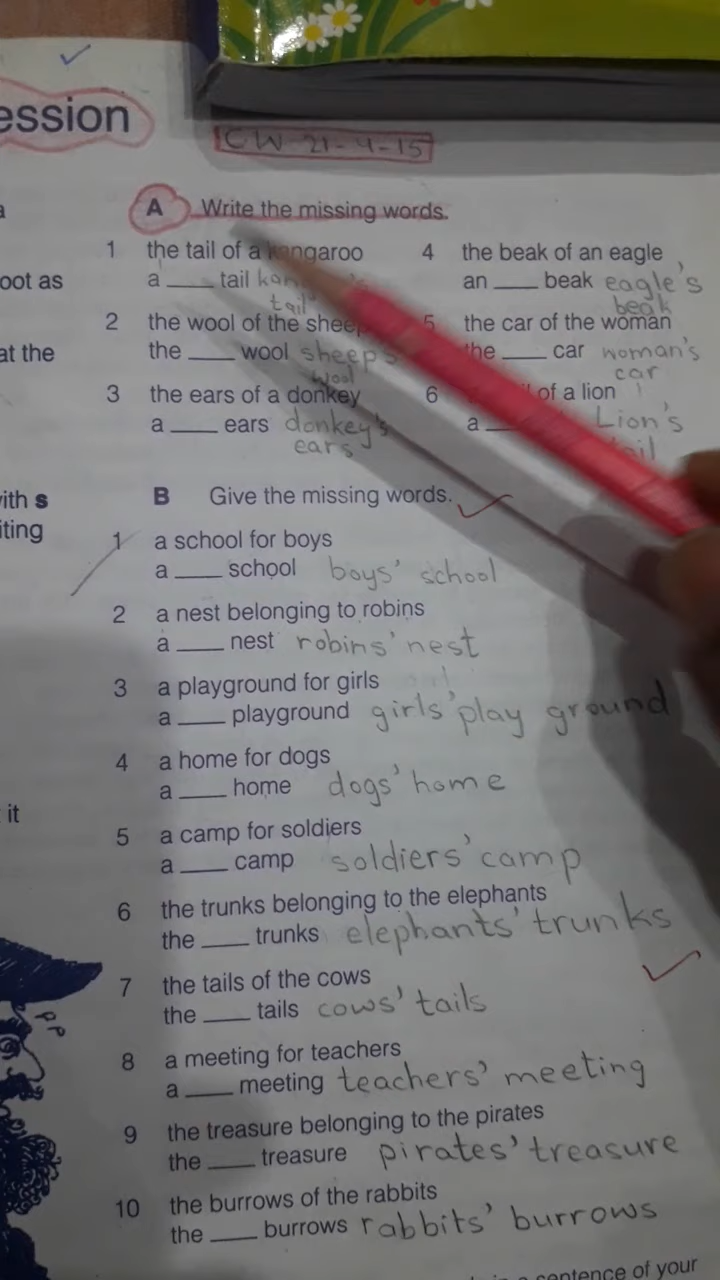 ession
CW 21-4-15
A Write the missing words.
1 the tail of a kangaroo
a ____ tail
tail
2 the wool of the sheep
the ____ wool sheep's
wool
3 the ears of a donkey
a ____ ears donkey's
ears
4 the beak of an eagle
an ____ beak eagle's
beak
5 the car of the woman
the ____ car woman's
car
6 of a lion
a Lion's
oot as
at the
ith s
iting
it
B Give the missing words.
1 a school for boys
a ____ school boys' school
2 a nest belonging to robins
a ____ nest robins' nest
3 a playground for girls
a ____ playground girls' play ground
4 a home for dogs
a ____ home dogs' home
5 a camp for soldiers
a ____ camp soldiers' camp
6 the trunks belonging to the elephants
the ____ trunks elephants' trunks
7 the tails of the cows
the ____ tails cows' tails
8 a meeting for teachers
a ____ meeting teachers' meeting
9 the treasure belonging to the pirates
the ____ treasure pirates' treasure
10 the burrows of the rabbits
the ____ burrows rabbits' burrows
sentence of your